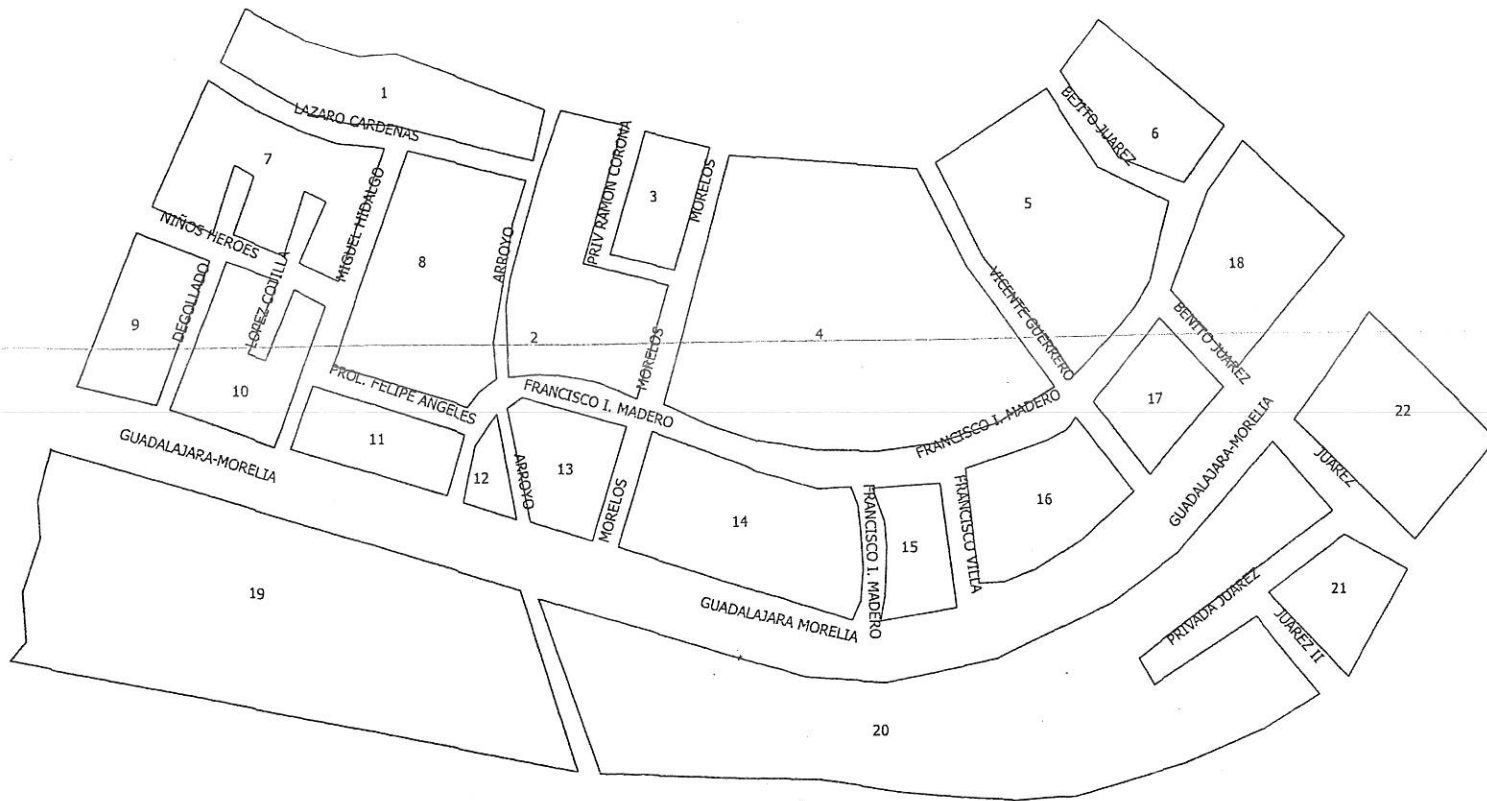 1
LAZARO CARDENAS
7
NIÑOS HEROES
MIGUEL HIDALGO
8
ARROYO
PRIV RAMON CORONA
3
MORELOS
BENITO JUAREZ
6
5
VICENTE GUERRERO
18
BENITO JUAREZ
9
DEGOLLADO
LOPEZ COTILLA
10
2
MORELOS
4
17
22
PROL. FELIPE ANGELES
FRANCISCO I. MADERO
FRANCISCO I. MADERO
GUADALAJARA-MORELIA
JUAREZ
GUADALAJARA-MORELIA
11
12
ARROYO
13
MORELOS
14
FRANCISCO I. MADERO
15
FRANCISCO VILLA
16
19
GUADALAJARA MORELIA
PRIVADA JUAREZ
21
JUAREZ II
20